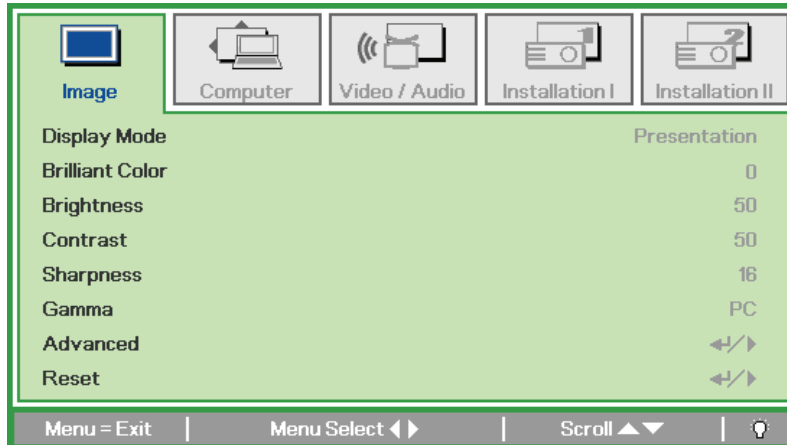 Image Computer Video / Audio Installation I Installation II
Display Mode Presentation
Brilliant Color 0
Brightness 50
Contrast 50
Sharpness 16
Gamma PC
Advanced
Reset
Menu = Exit Menu Select Scroll